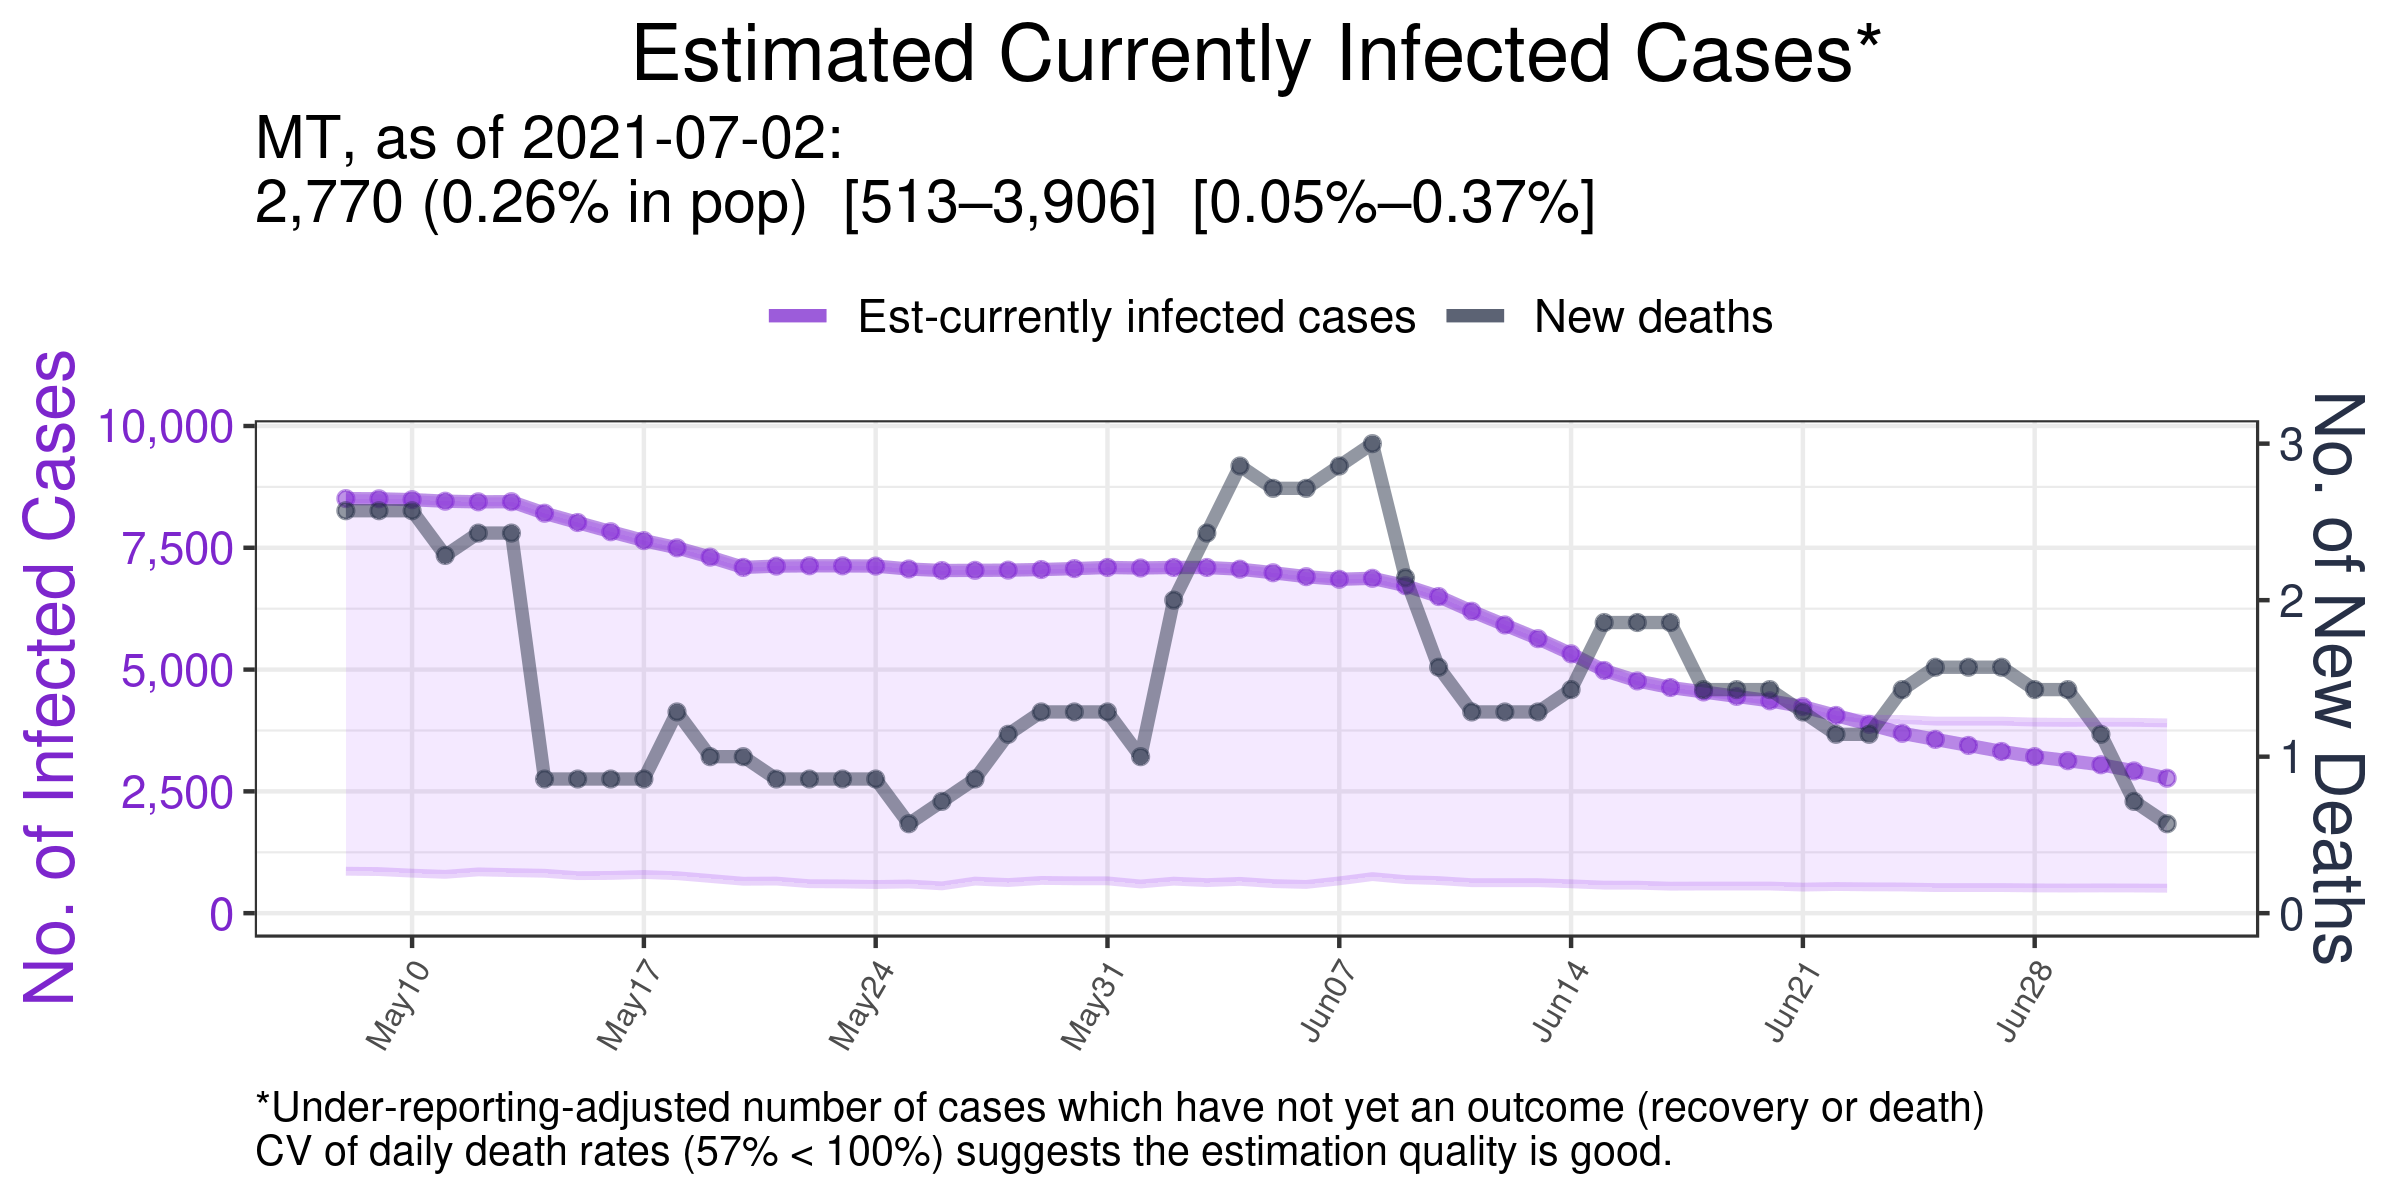 Estimated Currently Infected Cases*
MT, as of 2021-07-02:
2,770 (0.26% in pop)  [513–3,906]  [0.05%–0.37%]
Est-currently infected cases
New deaths
No. of Infected Cases
10,000
7,500
5,000
2,500
0
3
2
1
0
No. of New Deaths
May10
May17
May24
May31
Jun07
Jun14
Jun21
Jun28
*Under-reporting-adjusted number of cases which have not yet an outcome (recovery or death)
CV of daily death rates (57% < 100%) suggests the estimation quality is good.